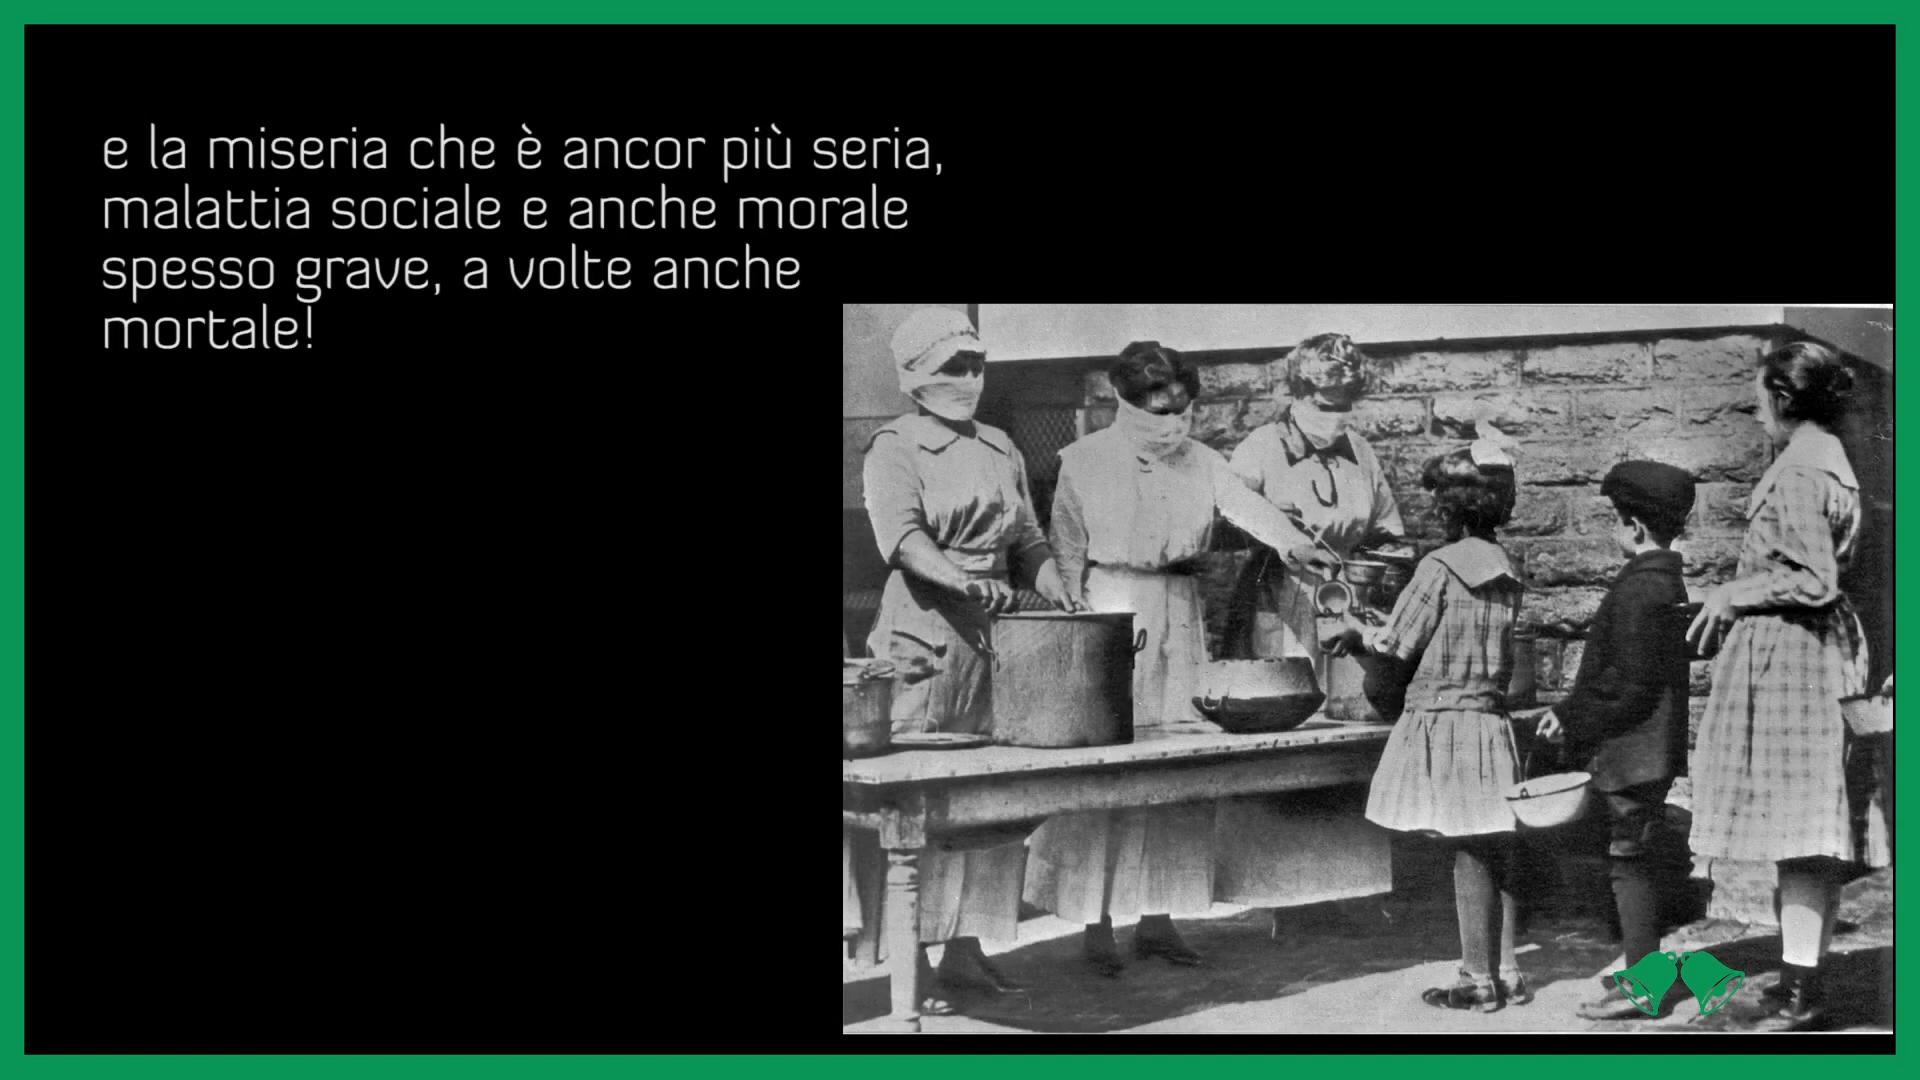 e la miseria che è ancor più seria,
malattia sociale e anche morale
spesso grave, a volte anche
mortale!